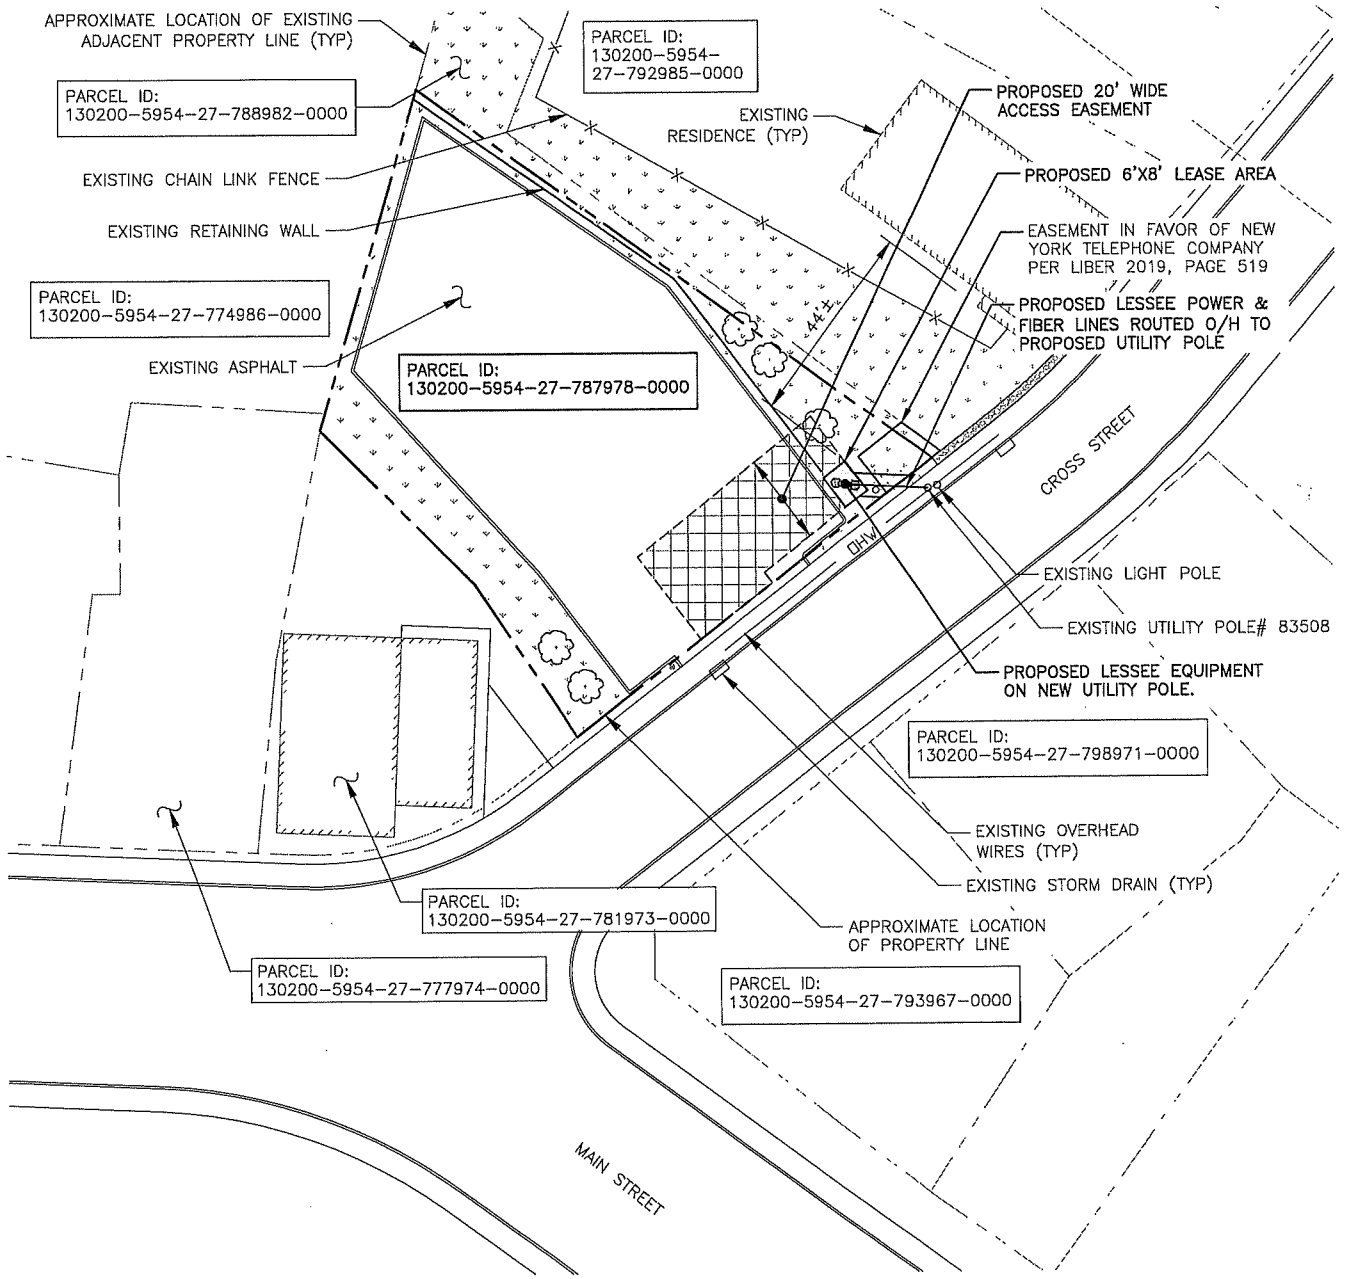 APPROXIMATE LOCATION OF EXISTING
ADJACENT PROPERTY LINE (TYP)
PARCEL ID:
130200-5954-
27-792985-0000
PARCEL ID:
130200-5954-27-788982-0000
PROPOSED 20' WIDE
ACCESS EASEMENT
EXISTING
RESIDENCE (TYP)
EXISTING CHAIN LINK FENCE
PROPOSED 6'X8' LEASE AREA
EXISTING RETAINING WALL
EASEMENT IN FAVOR OF NEW
YORK TELEPHONE COMPANY
PER LIBER 2019, PAGE 519
PARCEL ID:
130200-5954-27-774986-0000
PROPOSED LESSEE POWER &
FIBER LINES ROUTED O/H TO
PROPOSED UTILITY POLE
44'±
EXISTING ASPHALT
PARCEL ID:
130200-5954-27-787978-0000
CROSS STREET
OHW
EXISTING LIGHT POLE
EXISTING UTILITY POLE# 83508
PROPOSED LESSEE EQUIPMENT
ON NEW UTILITY POLE.
PARCEL ID:
130200-5954-27-798971-0000
EXISTING OVERHEAD
WIRES (TYP)
EXISTING STORM DRAIN (TYP)
PARCEL ID:
130200-5954-27-781973-0000
APPROXIMATE LOCATION
OF PROPERTY LINE
PARCEL ID:
130200-5954-27-777974-0000
PARCEL ID:
130200-5954-27-793967-0000
MAIN STREET